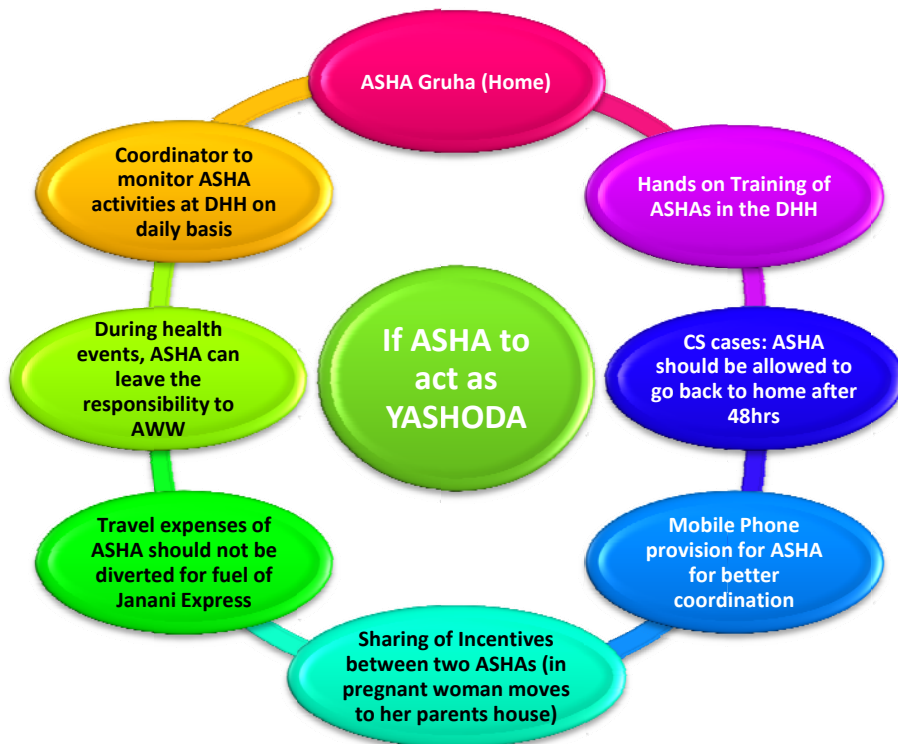 ASHA Gruha (Home)
Hands on Training of
ASHAs in the DHH
CS cases: ASHA
should be allowed to
go back to home after
48hrs
Mobile Phone
provision for ASHA
for better
coordination
Sharing of Incentives
between two ASHAs (in
pregnant woman moves
to her parents house)
Travel expenses of
ASHA should not be
diverted for fuel of
Janani Express
During health
events, ASHA can
leave the
responsibility to
AWW
Coordinator to
monitor ASHA
activities at DHH on
daily basis
If ASHA to
act as
YASHODA